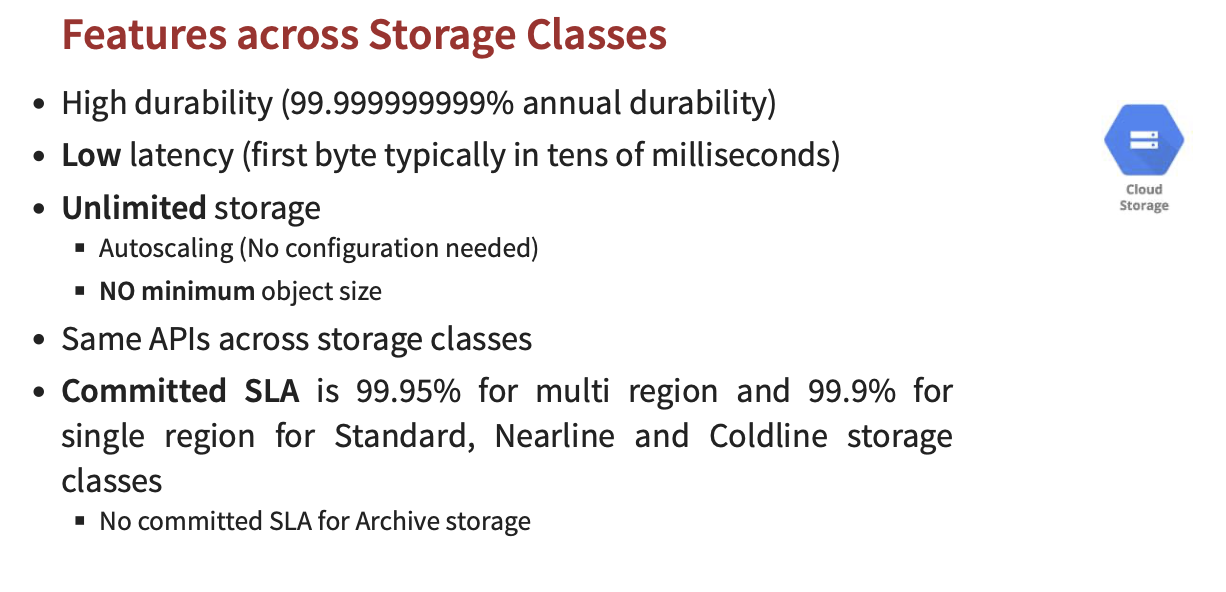 Features across Storage Classes
• High durability (99.999999999% annual durability)
• Low latency (first byte typically in tens of milliseconds)
• Unlimited storage
▪ Autoscaling (No configuration needed)
▪ NO minimum object size
• Same APIs across storage classes
• Committed SLA is 99.95% for multi region and 99.9% for
single region for Standard, Nearline and Coldline storage
classes
▪ No committed SLA for Archive storage
Cloud
Storage